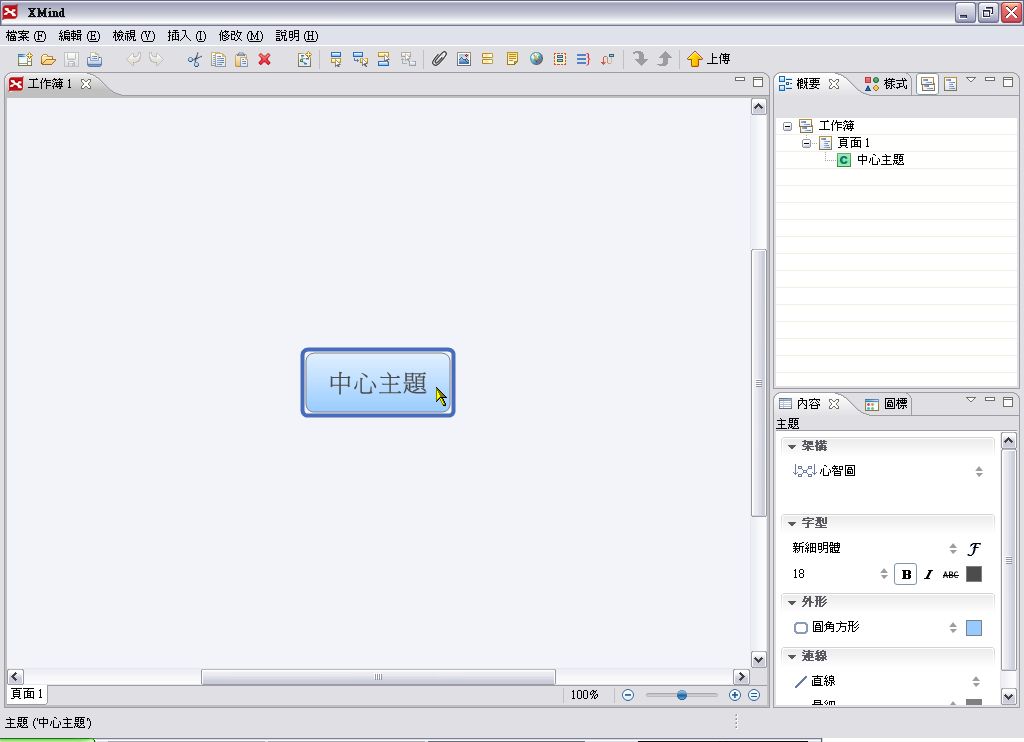 XMind
檔案 (F) 編輯 (E) 檢視 (V) 插入 (I) 修改 (M) 說明 (H)
上傳
工作簿 1
概要
樣式
工作簿
頁面 1
C 中心主題
中心主題
內容
圖標
主題
架構
心智圖
字型
新細明體 F
18 B I ABC
外形
圓角方形
連線
直線
頁面 1
100%
主題 ('中心主題')